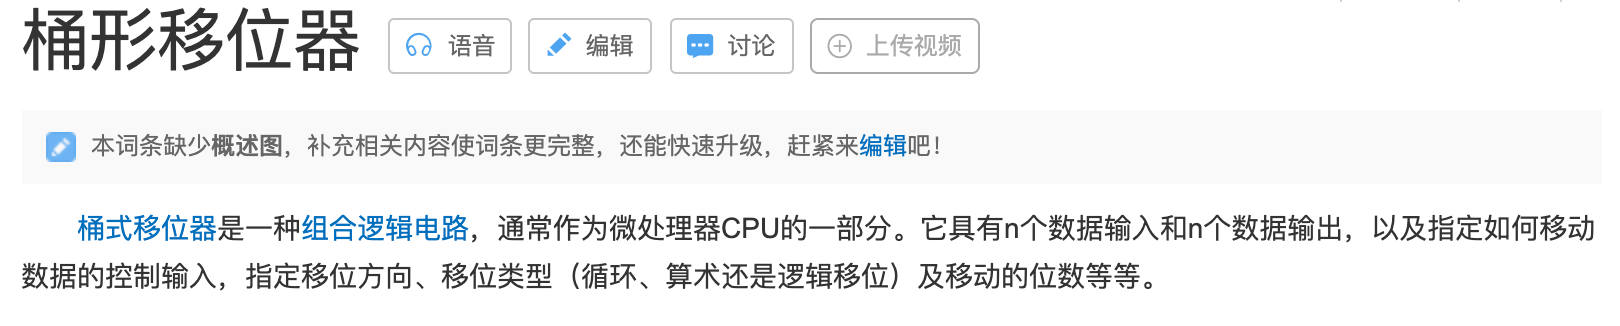 桶形移位器 语音 编辑 讨论 上传视频
本词条缺少概述图，补充相关内容使词条更完整，还能快速升级，赶紧来编辑吧！
桶式移位器是一种组合逻辑电路，通常作为微处理器CPU的一部分。它具有n个数据输入和n个数据输出，以及指定如何移动
数据的控制输入，指定移位方向、移位类型（循环、算术还是逻辑移位）及移动的位数等等。